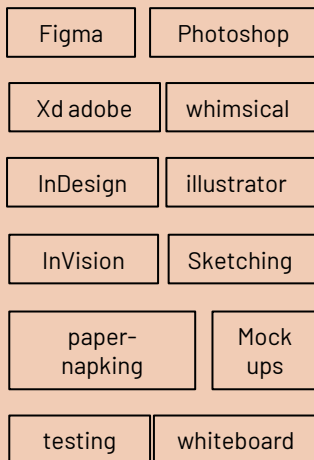 Figma
Photoshop
Xd adobe
whimsical
InDesign
illustrator
InVision
Sketching
paper-
napking
Mock
ups
testing
whiteboard